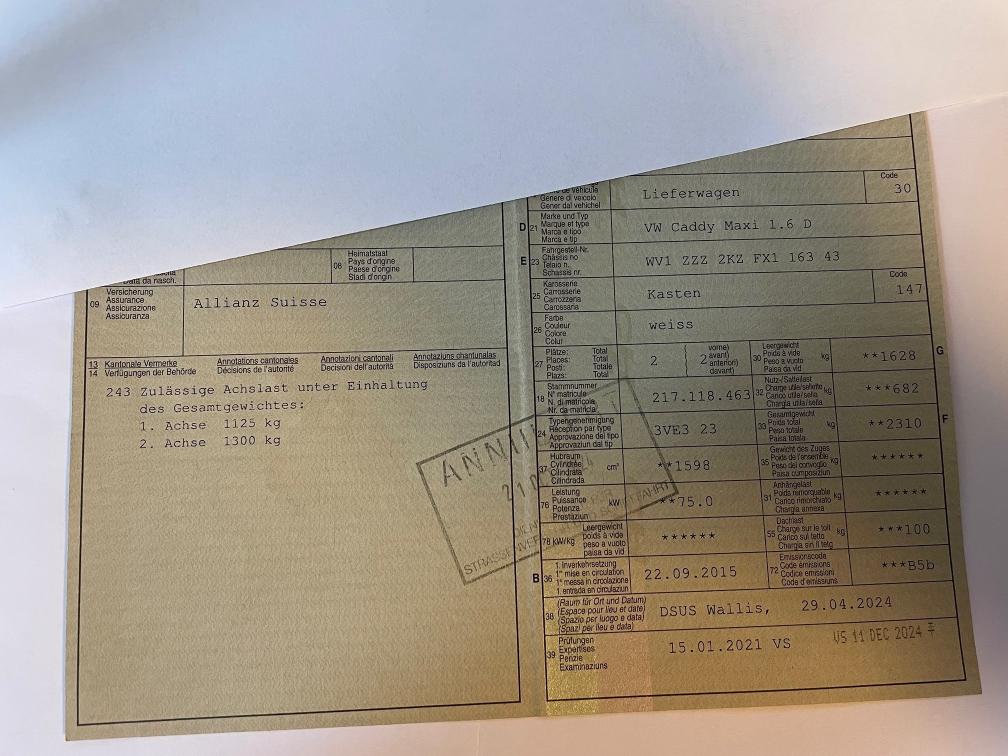 Data da nasch.
08
Heimatstaat
Pays d'origine
Paese d'origine
Stadi d'origin
09
Versicherung
Assurance
Assicurazione
Assicuranza
Allianz Suisse
13 Kantonale Vermerke Annotations cantonales Annotazioni cantonali Annotaziuns chantunalas
14 Verfügungen der Behörde Décisions de l'autorité Decisioni dell'autorità Disposiziuns da l'autoritad
243 Zulässige Achslast unter Einhaltung
des Gesamtgewichtes:
1. Achse 1125 kg
2. Achse 1300 kg
de véhicule
Genere di veicolo
Gener dal vehichel
Lieferwagen
Code
30
D 21
Marke und Typ
Marque et type
Marca e tipo
Marca e tip
VW Caddy Maxi 1.6 D
E 23
Fahrgestell-Nr.
Châssis no
Telaio n.
Schassis nr.
WV1 ZZZ 2KZ FX1 163 43
25
Karosserie
Carrosserie
Carrozzeria
Carossaria
Kasten
Code
147
26
Farbe
Couleur
Colore
Colur
weiss
27
Plätze: Total
Places: Total
Posti: Totale
Plazs: Total
2
2
vorne)
avant)
anteriori)
davant)
30
Leergewicht
Poids à vide
Peso a vuoto
Paisa da vid
kg
**1628
G
18
Stammnummer
N° matricule
N. di matricola
Nr. da matricla
217.118.463
32
Nutz-/Sattellast
Charge utile/sellette
Carico utile/sella
Chargia utila/sella
kg
***682
24
Typengenehmigung
Réception par type
Approvazione del tipo
Approvaziun dal tip
3VE3 23
33
Gesamtgewicht
Poids total
Peso totale
Paisa totala
kg
**2310
F
37
Hubraum
Cylindrée
Cilindrata
Cilindrada
cm³
**1598
35
Gewicht des Zuges
Poids de l'ensemble
Peso del convoglio
Paisa cumposiziun
kg
******
76
Leistung
Puissance
Potenza
Prestaziun
kW
**75.0
31
Anhängelast
Poids remorquable
Carico rimorchiato
Chargia annexa
kg
******
78 kW/kg
Leergewicht
poids à vide
peso a vuoto
paisa da vid
******
55
Dachlast
Charge sur le toit
Carico sul tetto
Chargia sin il tetg
kg
***100
B 36
1. Inverkehrsetzung
1re mise en circulation
1a messa in circolazione
1. entrada en circulaziun
22.09.2015
72
Emissionscode
Code émissions
Codice emissioni
Code d'emissiuns
***B5b
38
(Raum für Ort und Datum)
(Espace pour lieu et date)
(Spazio per luogo e data)
(Spazi per lieu e data)
DSUS Wallis, 29.04.2024
39
Prüfungen
Expertises
Perizie
Examinaziuns
15.01.2021 VS
VS 11 DEC 2024